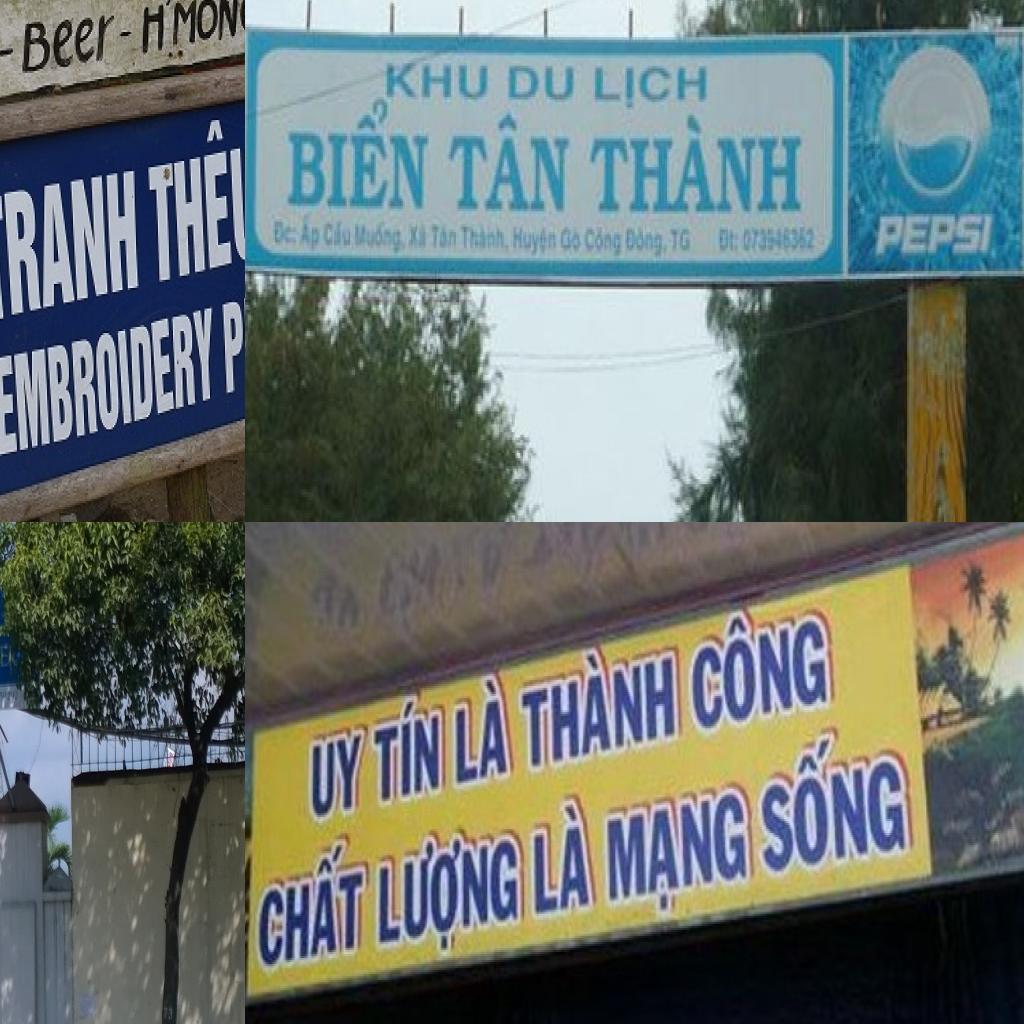 -Beer- H'MÔNG
TRANH THÊU
EMBROIDERY P
KHU DU LỊCH
BIỂN TÂN THÀNH
Đc: Ấp Cầu Muống, Xã Tân Thành, Huyện Gò Công Đông, TG Đt: 073946362
PEPSI
UY TÍN LÀ THÀNH CÔNG
CHẤT LƯỢNG LÀ MẠNG SỐNG